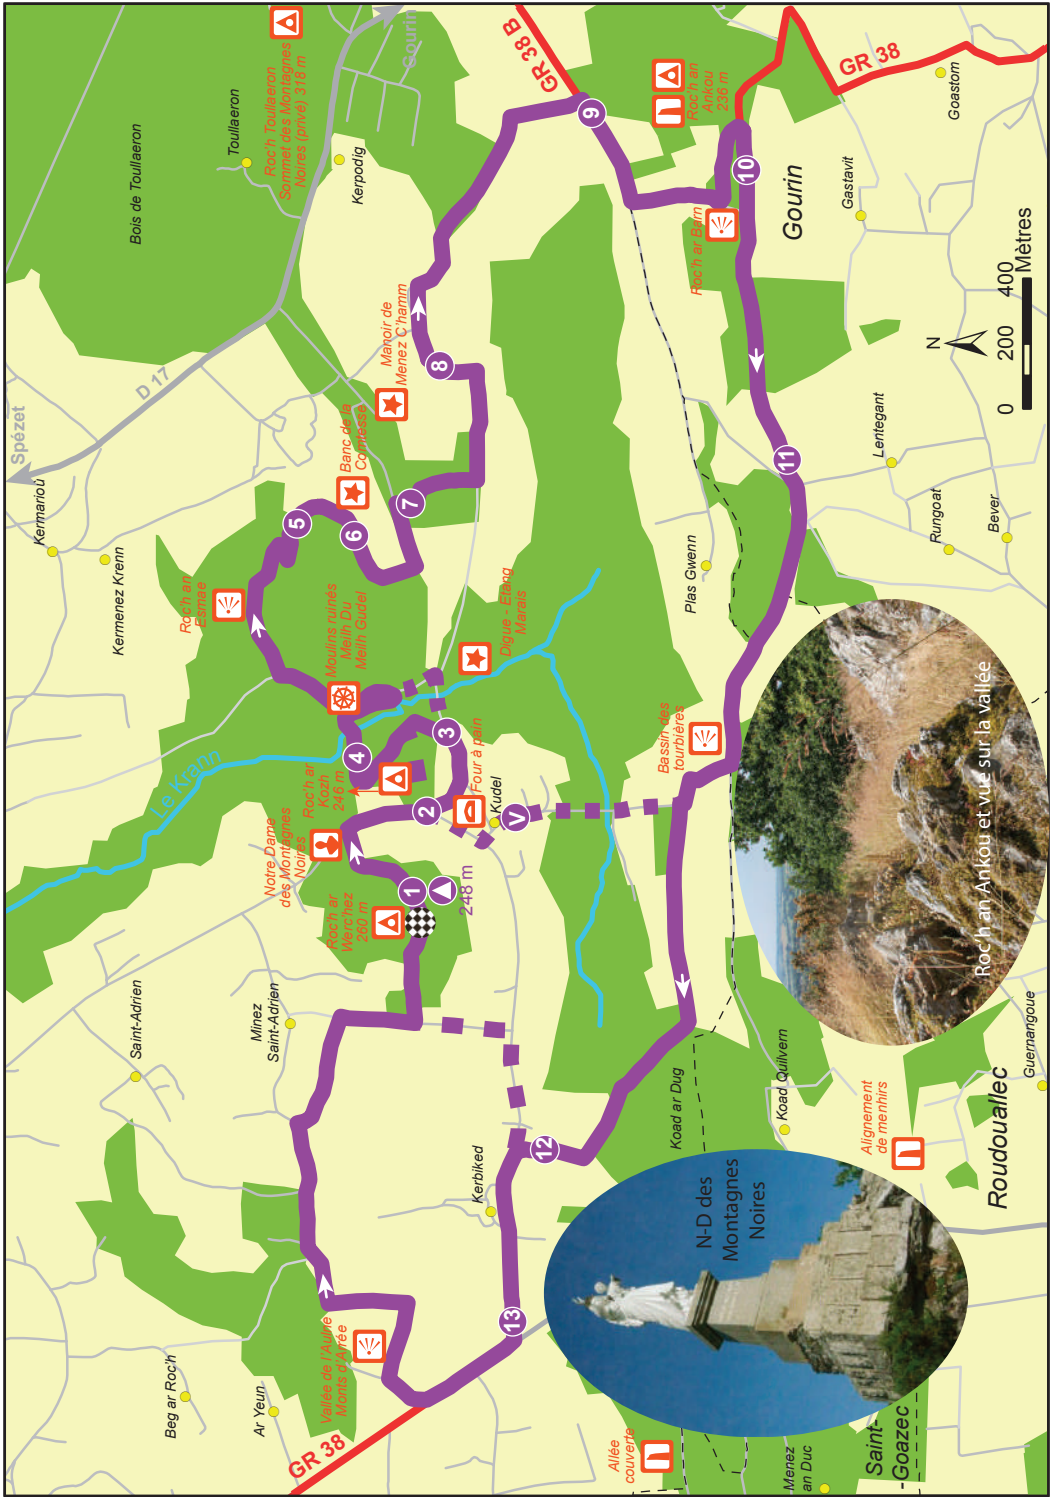 GR 38
Beg ar Roc'h
Ar Yeun
Vallée de l'Aulne
Monts d'Arrée
13
Allée
couverte
Menez
an Duc
Saint-
-Goazec
Kerbiked
12
Saint-Adrien
Minez
Saint-Adrien
N-D des
Montagnes
Noires
Koad ar Dug
Koad Quilvern
Alignement
de menhirs
Roudouallec
Guernangoue
Le Krann
Notre Dame
des Montagnes
Noires
Roc'h ar
Werc'hez
260 m
1
248 m
Roc'h ar
Kozh
246 m
2
3
4
Four à pain
Kudel
V
Bassin des
tourbières
Roc'h an Ankou et vue sur la vallée
Kermarioù
Kermenez Krenn
Roc'h an
Esmae
Moulins ruinés
Meilh Du
Meilh Gudel
Digue - Etang
Marais
Spézet
D 17
5
6
7
Banc de la
Comtesse
Manoir de
Menez C'hamm
8
Plas Gwenn
11
Lentegant
Rungoat
Bever
Bois de Toullaeron
Toullaeron
Roc'h Toullaeron
Sommet des Montagnes
Noires (privé) 318 m
Kerpodig
Gourin
GR 38 B
9
Roc'h an
Ankou
236 m
Roc'h ar Barn
10
Gourin
GR 38
Goastom
Gastavit
N
0 200 400
Mètres